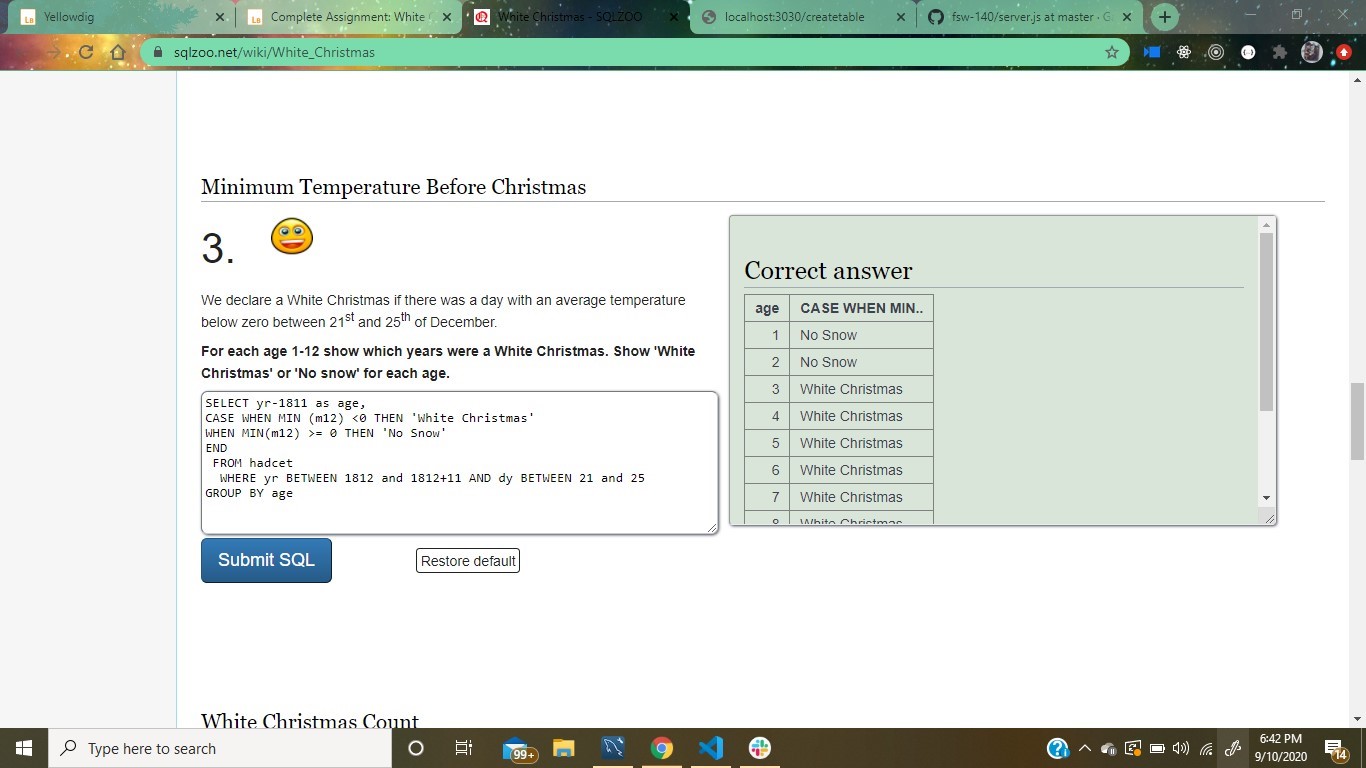 Yellowdig
Complete Assignment: White
White Christmas - SQLZOO
localhost:3030/createtable
fsw-140/server.js at master · G
sqlzoo.net/wiki/White_Christmas
Minimum Temperature Before Christmas
3.
We declare a White Christmas if there was a day with an average temperature
below zero between 21st and 25th of December.
For each age 1-12 show which years were a White Christmas. Show 'White
Christmas' or 'No snow' for each age.
SELECT yr-1811 as age,
CASE WHEN MIN (m12) <0 THEN 'White Christmas'
WHEN MIN(m12) >= 0 THEN 'No Snow'
END
FROM hadcet
WHERE yr BETWEEN 1812 and 1812+11 AND dy BETWEEN 21 and 25
GROUP BY age
Submit SQL
Restore default
Correct answer
age CASE WHEN MIN..
1 No Snow
2 No Snow
3 White Christmas
4 White Christmas
5 White Christmas
6 White Christmas
7 White Christmas
8 White Christmas
White Christmas Count
Type here to search
99+
6:42 PM
9/10/2020
14